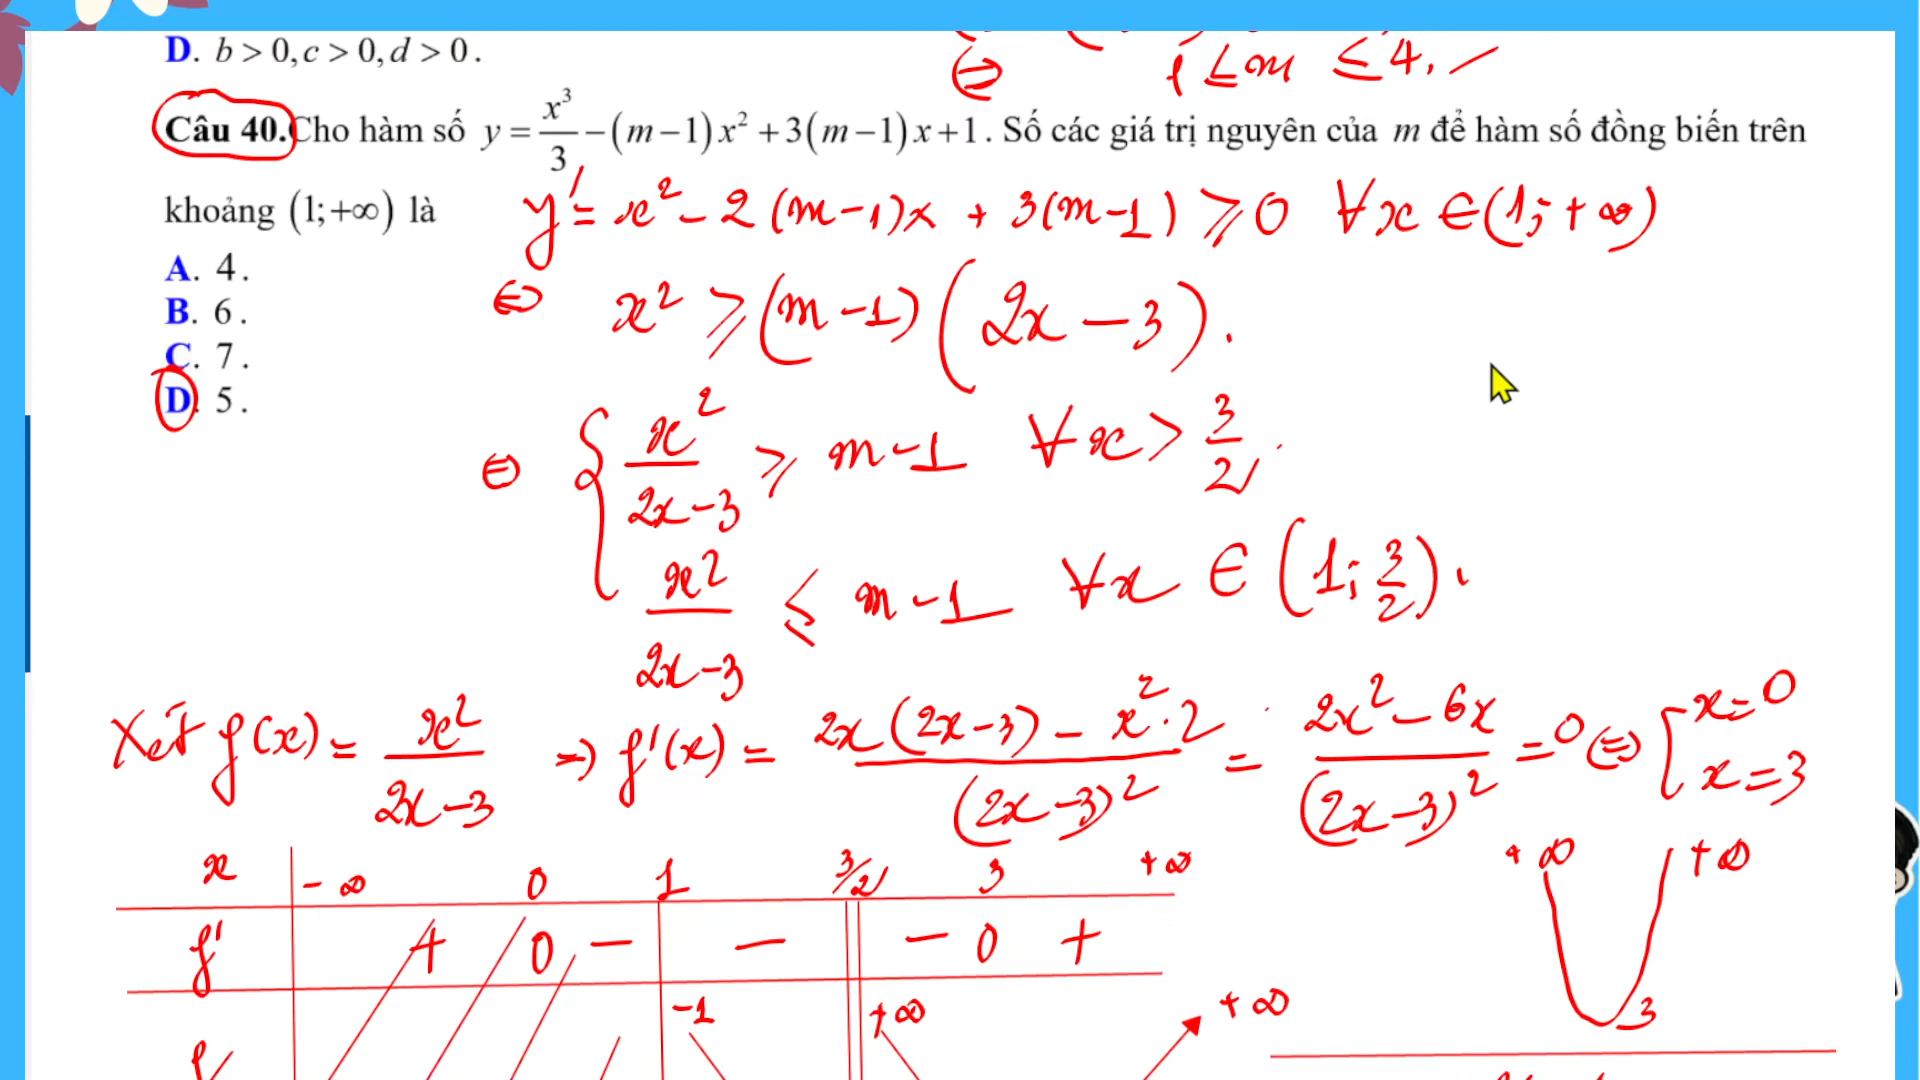 D. b > 0, c > 0, d > 0.
⇔ 1 ≤ m ≤ 4.
Câu 40. Cho hàm số y = x³/3 − (m−1)x² + 3(m−1)x + 1. Số các giá trị nguyên của m để hàm số đồng biến trên
khoảng (1; +∞) là
y' = x² − 2(m−1)x + 3(m−1) ≥ 0 ∀x ∈ (1; +∞)
A. 4.
B. 6.
C. 7.
D. 5.
⇔ x² ≥ (m−1)(2x−3).
⇔ { x²/(2x−3) ≥ m−1 ∀x > 3/2.
x²/(2x−3) ≤ m−1 ∀x ∈ (1; 3/2).
Xét f(x) = x²/(2x−3) ⇒ f'(x) = (2x(2x−3) − x².2)/(2x−3)² = (2x²−6x)/(2x−3)² = 0 ⇔ [ x=0
x=3
x −∞ 0 1 3/2 3 +∞
f' + 0 − − − 0 +
−1 +∞ +∞
+∞ +∞
3